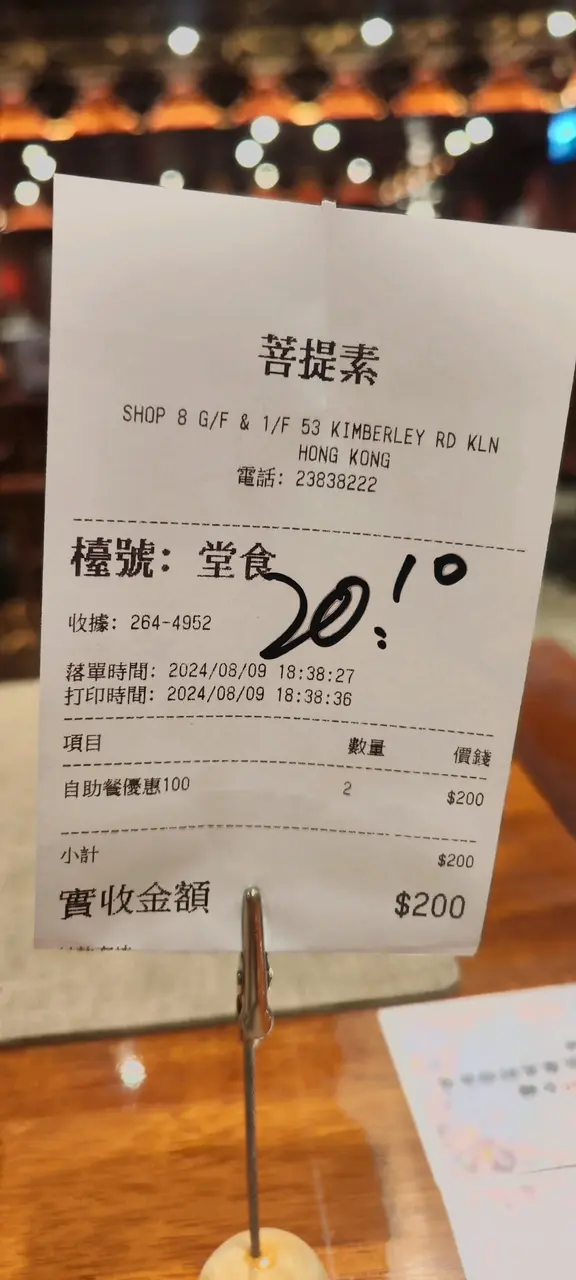 菩提素
SHOP 8 G/F & 1/F 53 KIMBERLEY RD KLN
HONG KONG
電話: 23838222
檯號: 堂食
20:10
收據: 264-4952
落單時間: 2024/08/09 18:38:27
打印時間: 2024/08/09 18:38:36
項目 數量 價錢
自助餐優惠100 2 $200
小計 $200
實收金額 $200